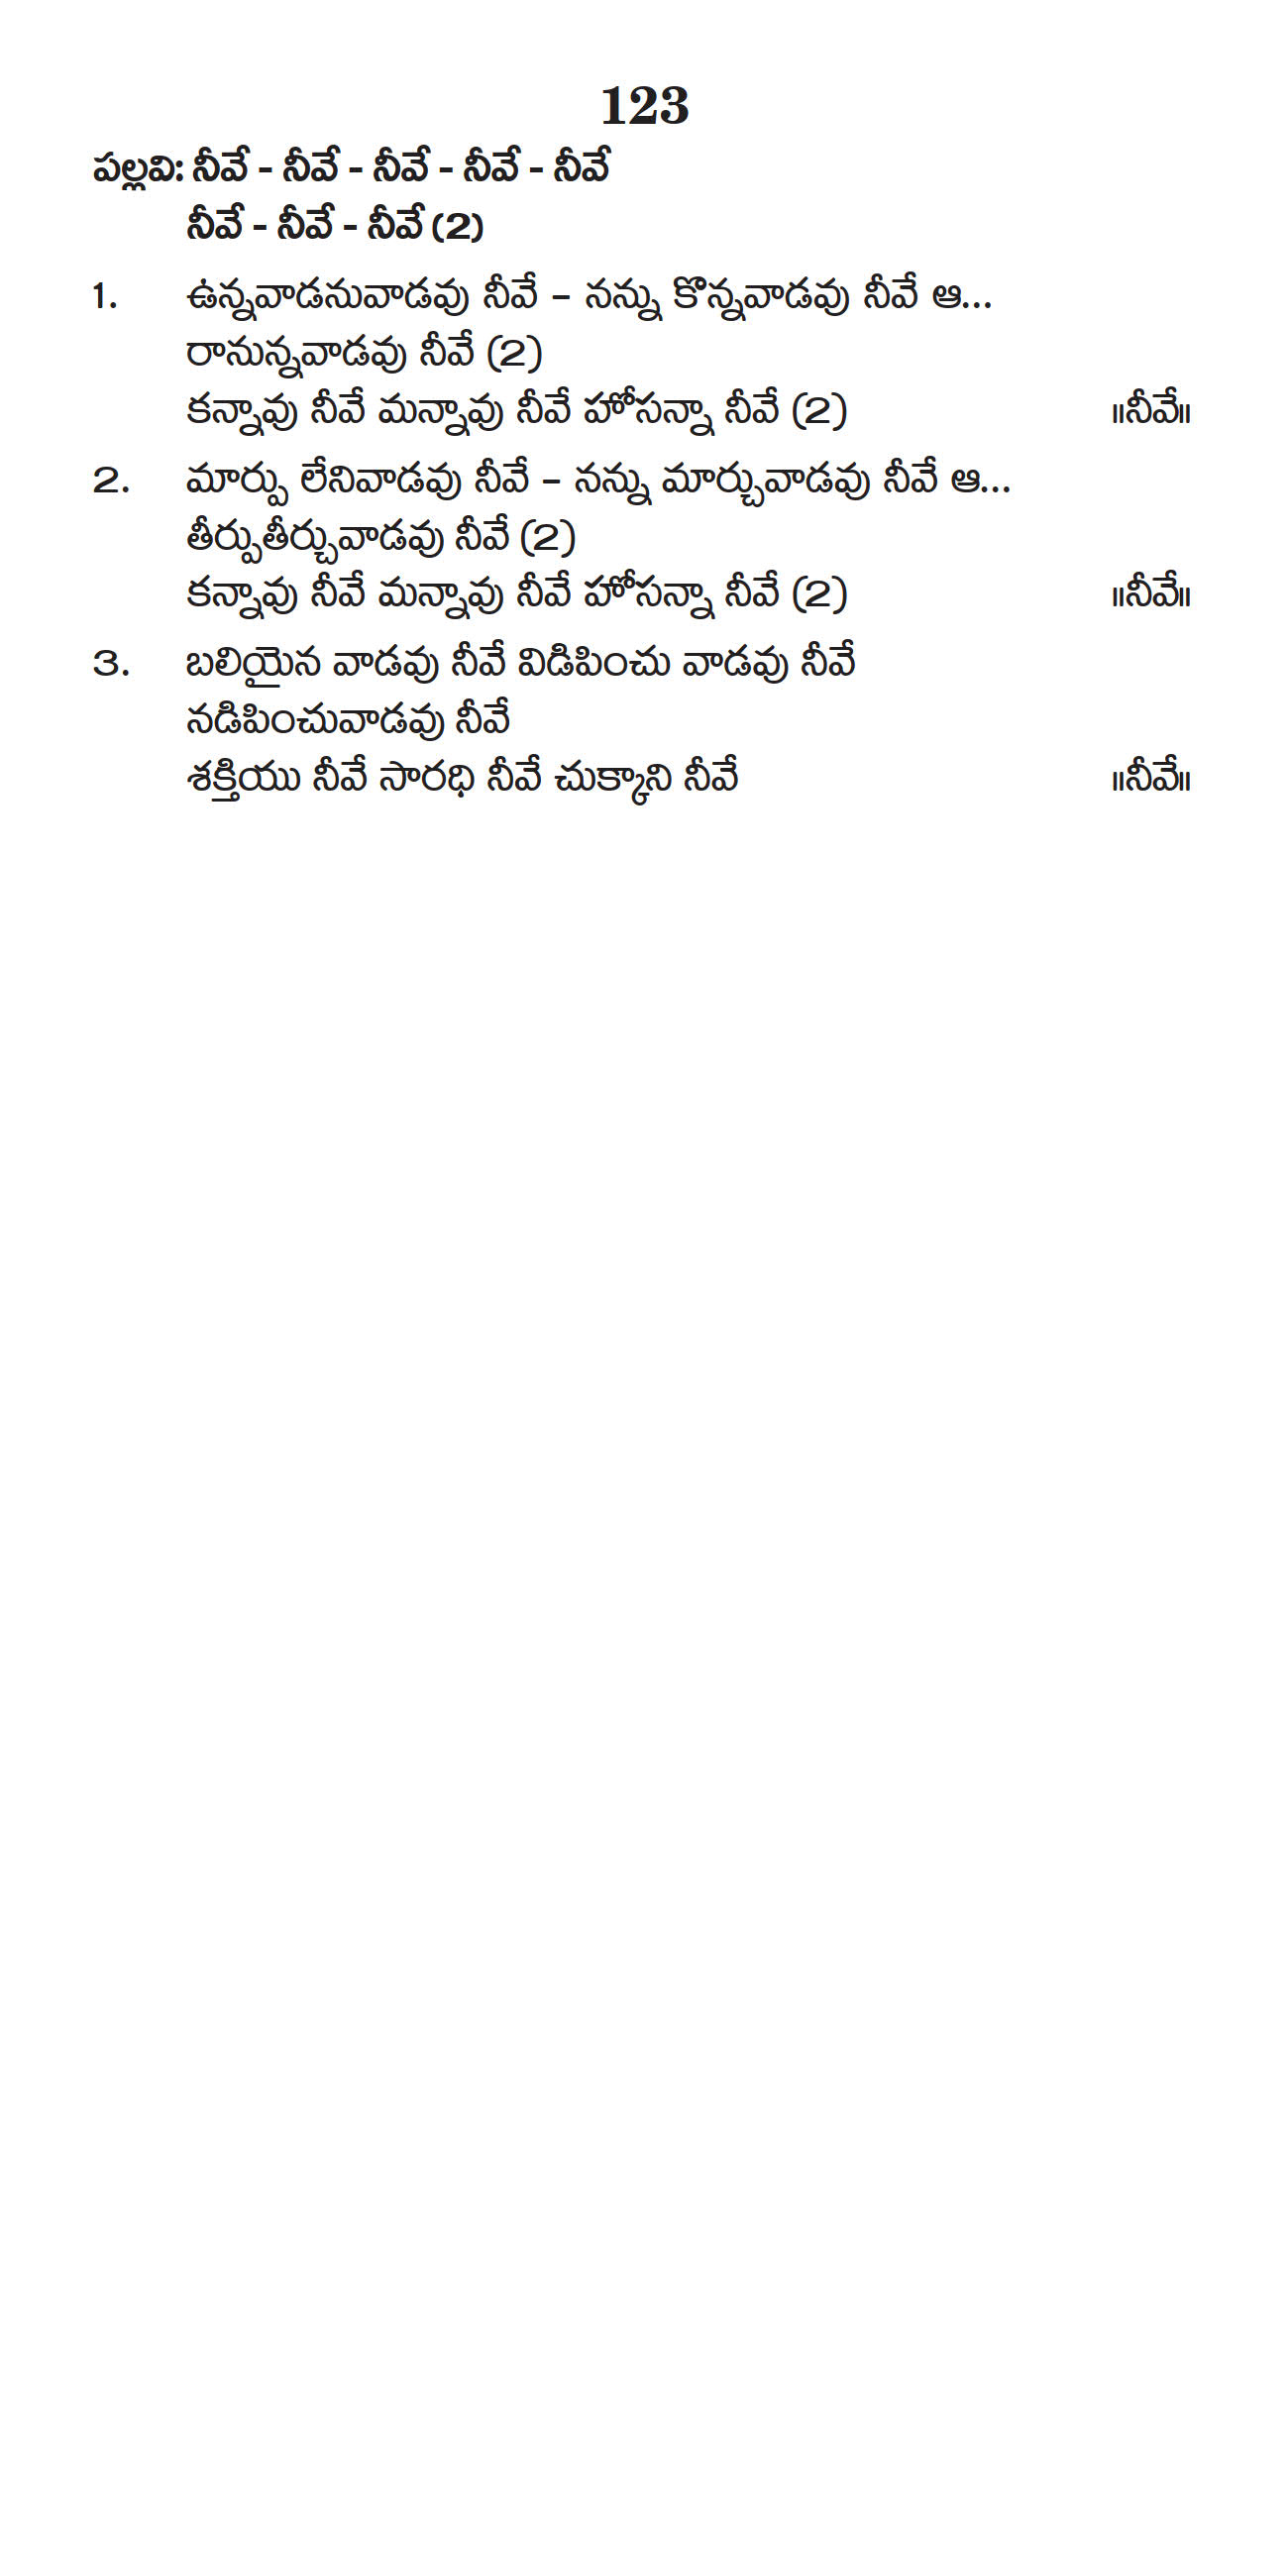 123
పల్లవి: నీవే - నీవే - నీవే - నీవే - నీవే
నీవే - నీవే - నీవే (2)
1. ఉన్నవాడనువాడవు నీవే – నన్ను కొన్నవాడవు నీవే ఆ...
రానున్నవాడవు నీవే (2)
కన్నావు నీవే మన్నావు నీవే హోసన్నా నీవే (2) ॥నీవే॥
2. మార్పు లేనివాడవు నీవే – నన్ను మార్చువాడవు నీవే ఆ...
తీర్పుతీర్చువాడవు నీవే (2)
కన్నావు నీవే మన్నావు నీవే హోసన్నా నీవే (2) ॥నీవే॥
3. బలియైన వాడవు నీవే విడిపించు వాడవు నీవే
నడిపించువాడవు నీవే
శక్తియు నీవే సారధి నీవే చుక్కాని నీవే ॥నీవే॥